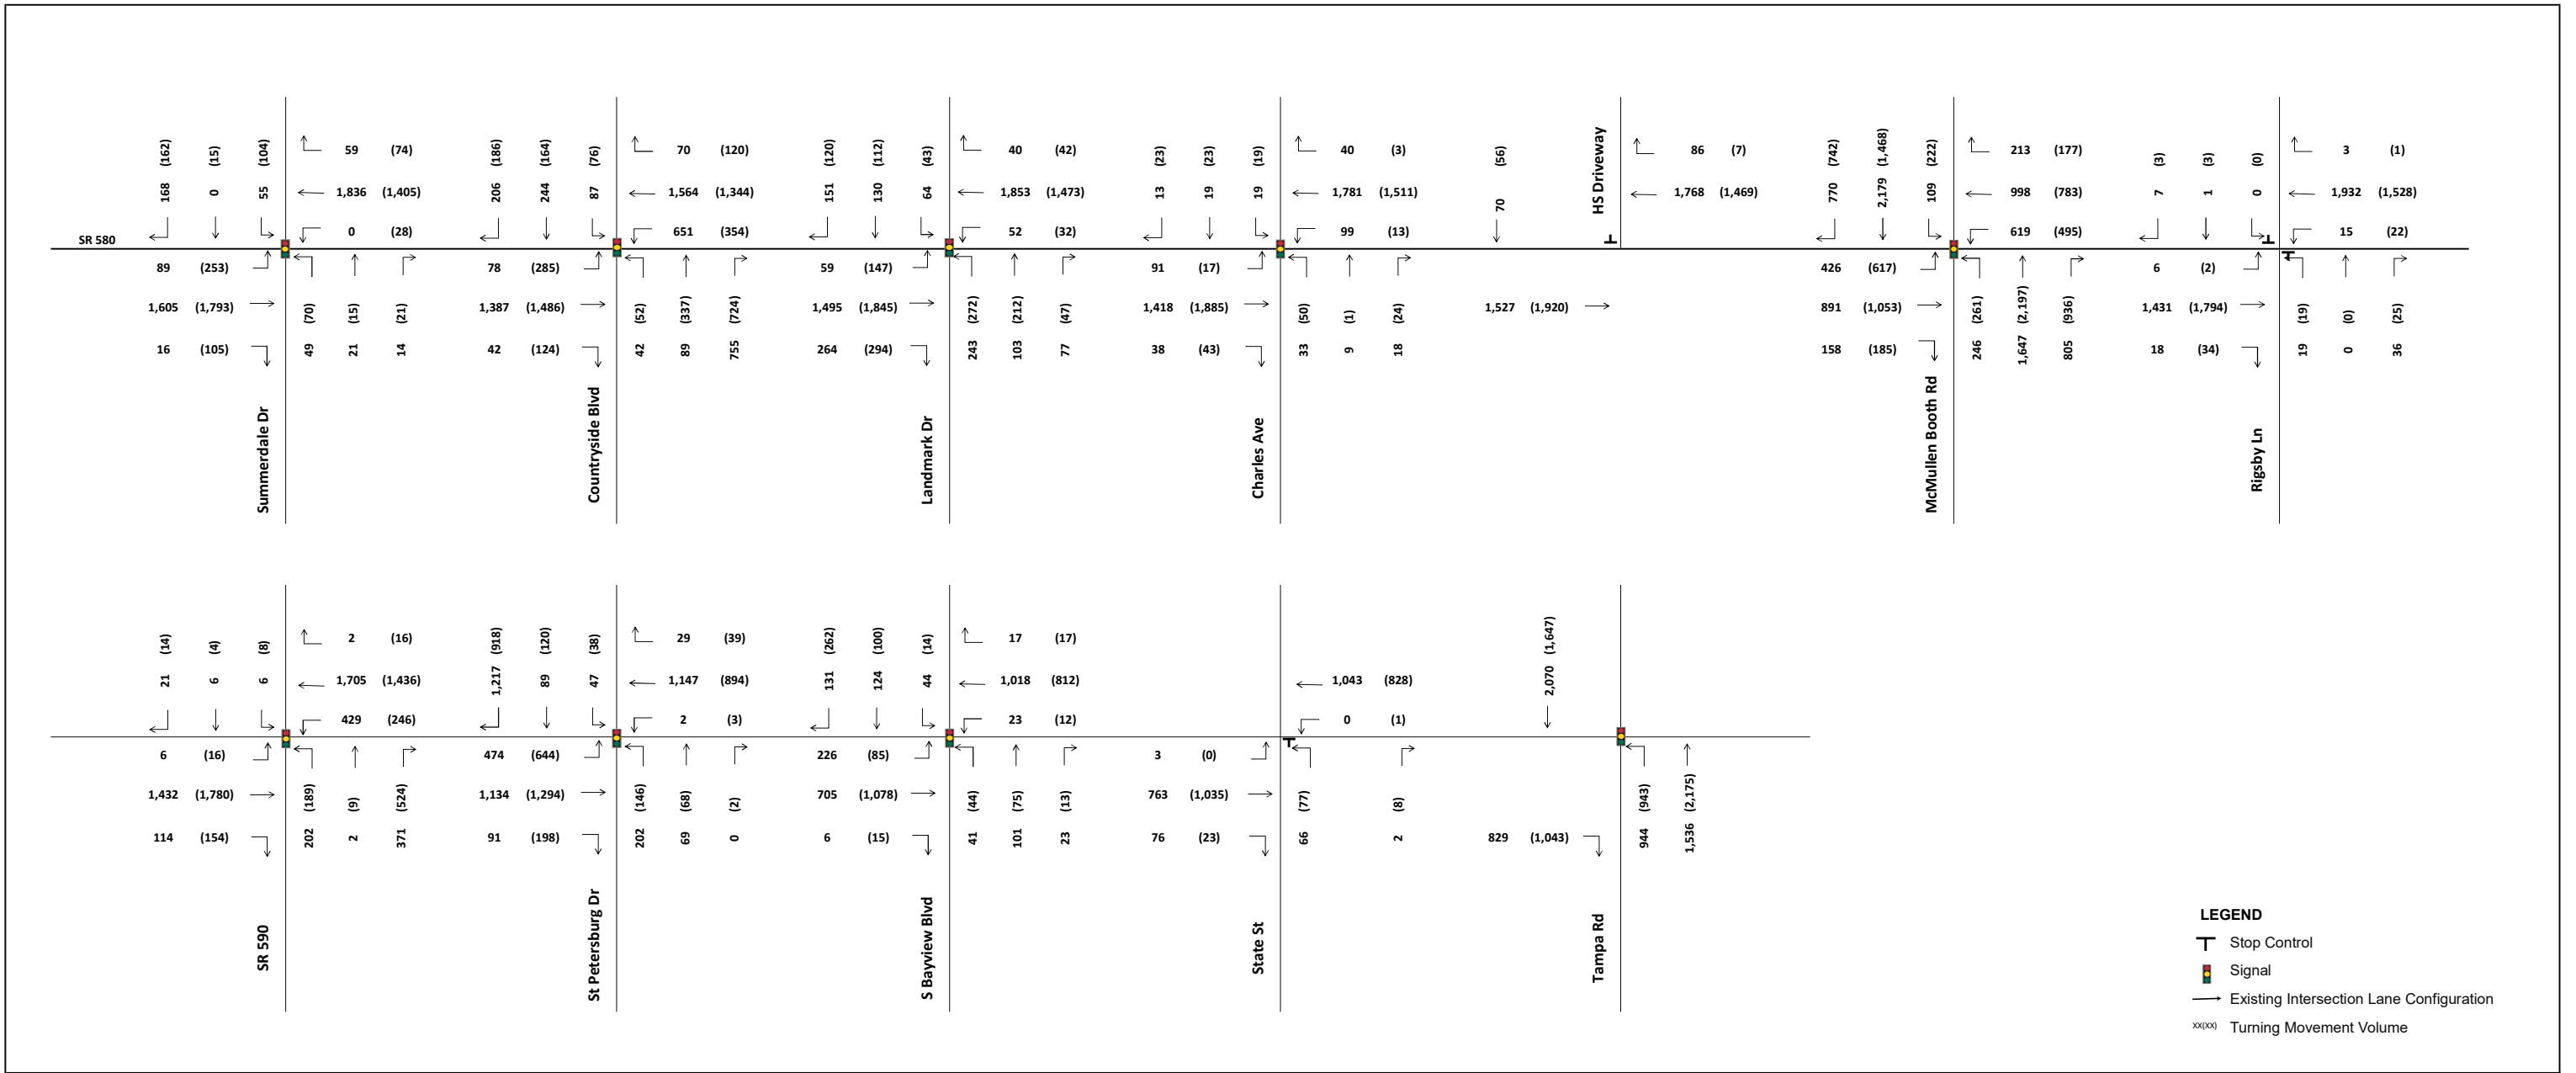 (162) (15) (104)
168 0 55
59 (74)
1,836 (1,405)
0 (28)
SR 580
89 (253)
1,605 (1,793)
16 (105)
(70) (15) (21)
49 21 14
Summerdale Dr
(186) (164) (76)
206 244 87
70 (120)
1,564 (1,344)
651 (354)
78 (285)
1,387 (1,486)
42 (124)
(52) (337) (724)
42 89 755
Countryside Blvd
(120) (112) (43)
151 130 64
40 (42)
1,853 (1,473)
52 (32)
59 (147)
1,495 (1,845)
264 (294)
(272) (212) (47)
243 103 77
Landmark Dr
(23) (23) (19)
13 19 19
40 (3)
1,781 (1,511)
99 (13)
91 (17)
1,418 (1,885)
38 (43)
(50) (1) (24)
33 9 18
Charles Ave
(56)
70
HS Driveway
86 (7)
1,768 (1,469)
1,527 (1,920)
(742) (1,468) (222)
770 2,179 109
213 (177)
998 (783)
619 (495)
426 (617)
891 (1,053)
158 (185)
(261) (2,197) (936)
246 1,647 805
McMullen Booth Rd
(3) (3) (0)
7 1 0
3 (1)
1,932 (1,528)
15 (22)
6 (2)
1,431 (1,794)
18 (34)
(19) (0) (25)
19 0 36
Rigsby Ln
(14) (4) (8)
21 6 6
2 (16)
1,705 (1,436)
429 (246)
6 (16)
1,432 (1,780)
114 (154)
(189) (9) (524)
202 2 371
SR 590
(918) (120) (38)
1,217 89 47
29 (39)
1,147 (894)
2 (3)
474 (644)
1,134 (1,294)
91 (198)
(146) (68) (2)
202 69 0
St Petersburg Dr
(262) (100) (14)
131 124 44
17 (17)
1,018 (812)
23 (12)
226 (85)
705 (1,078)
6 (15)
(44) (75) (13)
41 101 23
S Bayview Blvd
1,043 (828)
0 (1)
3 (0)
763 (1,035)
76 (23)
(77) (8)
66 2
State St
2,070 (1,647)
829 (1,043)
944 (943)
1,536 (2,175)
Tampa Rd
LEGEND
Stop Control
Signal
Existing Intersection Lane Configuration
XX(XX) Turning Movement Volume